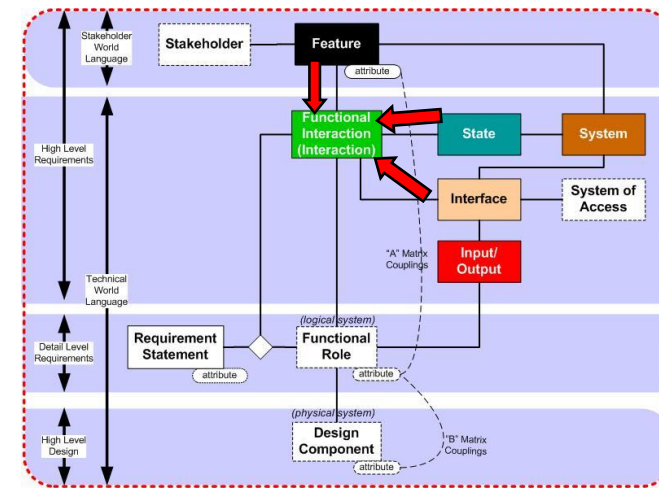 Stakeholder
World
Language
Stakeholder
Feature
attribute
High Level
Requirements
Functional
Interaction
(Interaction)
State
System
Interface
System of
Access
"A" Matrix
Couplings
Input/
Output
Technical
World
Language
(logical system)
Detail Level
Requirements
Requirement
Statement
attribute
Functional
Role
attribute
(physical system)
High Level
Design
Design
Component
attribute
"B" Matrix
Couplings